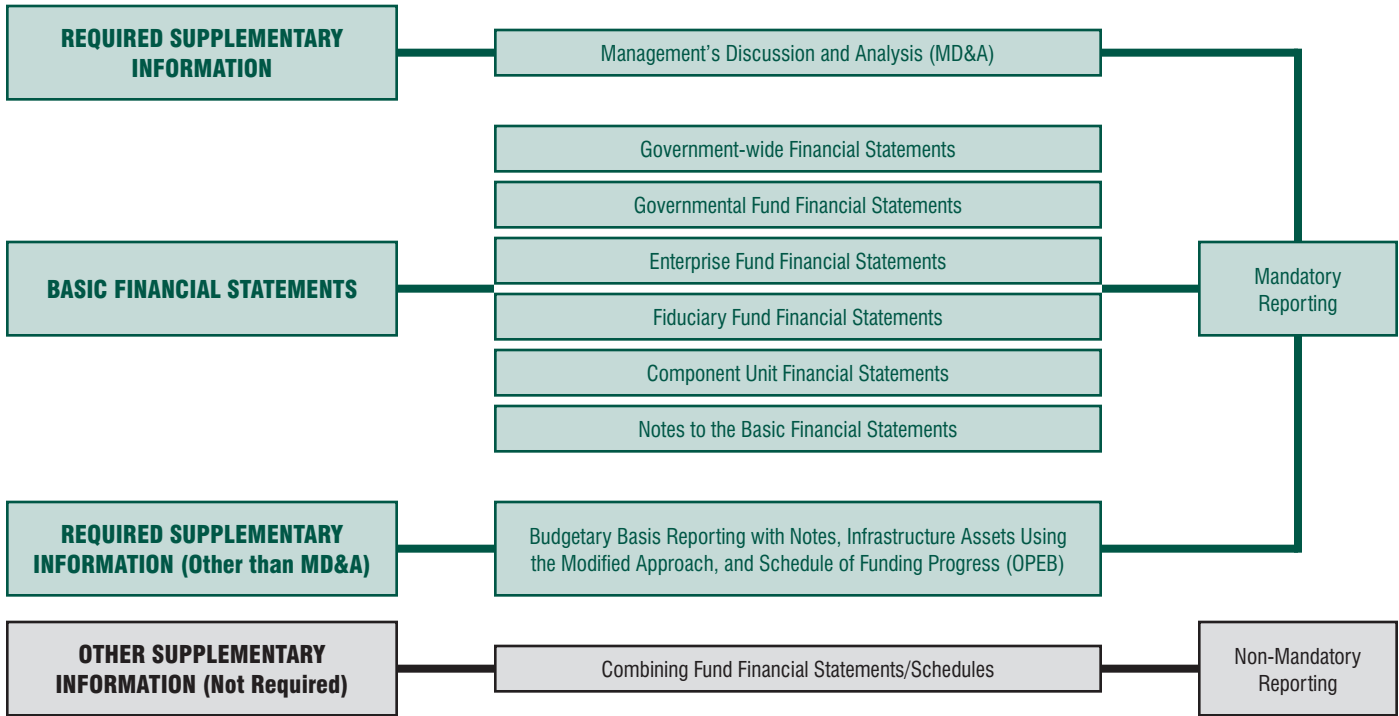 REQUIRED SUPPLEMENTARY
INFORMATION
Management’s Discussion and Analysis (MD&A)
Government-wide Financial Statements
Governmental Fund Financial Statements
BASIC FINANCIAL STATEMENTS
Enterprise Fund Financial Statements
Fiduciary Fund Financial Statements
Component Unit Financial Statements
Notes to the Basic Financial Statements
Mandatory
Reporting
REQUIRED SUPPLEMENTARY
INFORMATION (Other than MD&A)
Budgetary Basis Reporting with Notes, Infrastructure Assets Using
the Modified Approach, and Schedule of Funding Progress (OPEB)
OTHER SUPPLEMENTARY
INFORMATION (Not Required)
Combining Fund Financial Statements/Schedules
Non-Mandatory
Reporting